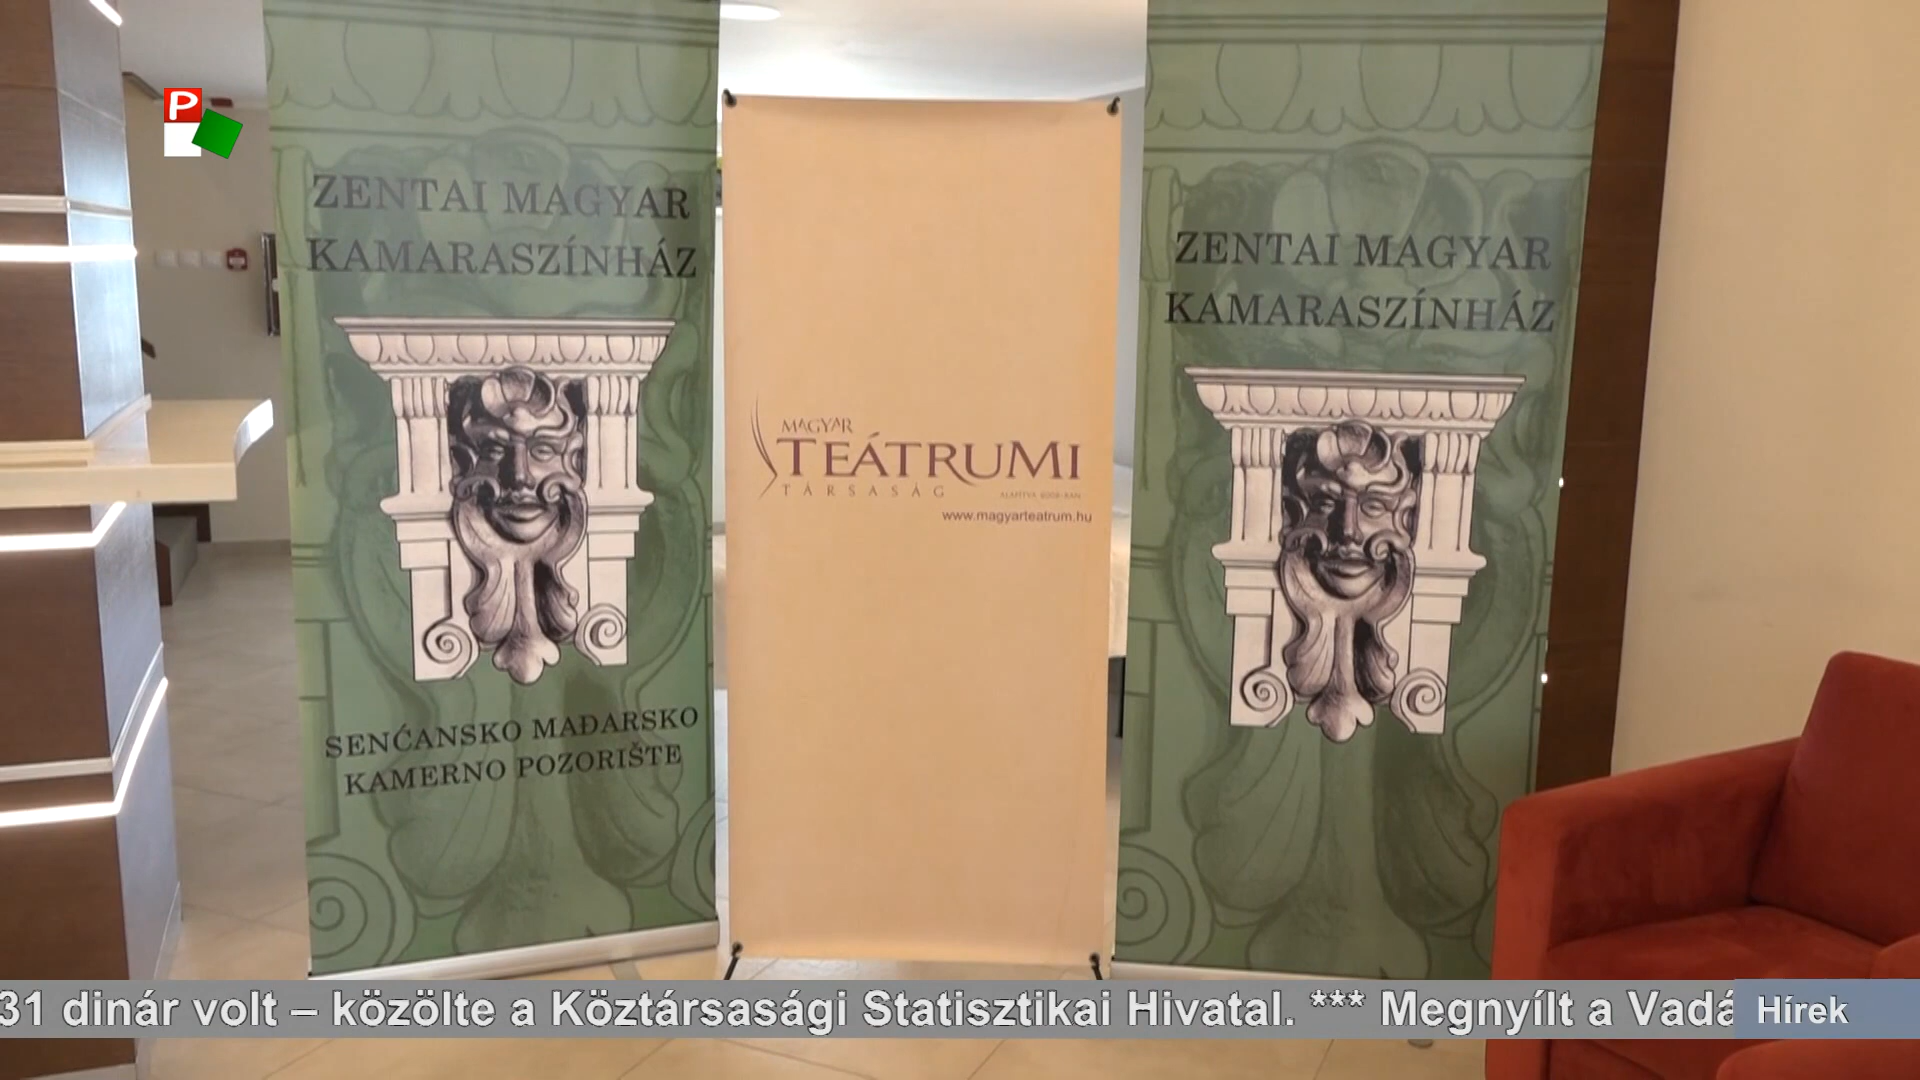 P
ZENTAI MAGYAR
KAMARASZÍNHÁZ
SENĆANSKO MAĐARSKO
KAMERNO POZORIŠTE
MAGYAR
TEÁTRUMI
TÁRSASÁG
www.magyarteatrum.hu
ZENTAI MAGYAR
KAMARASZÍNHÁZ
31 dinár volt – közölte a Köztársasági Statisztikai Hivatal. *** Megnyílt a Vadá
Hírek